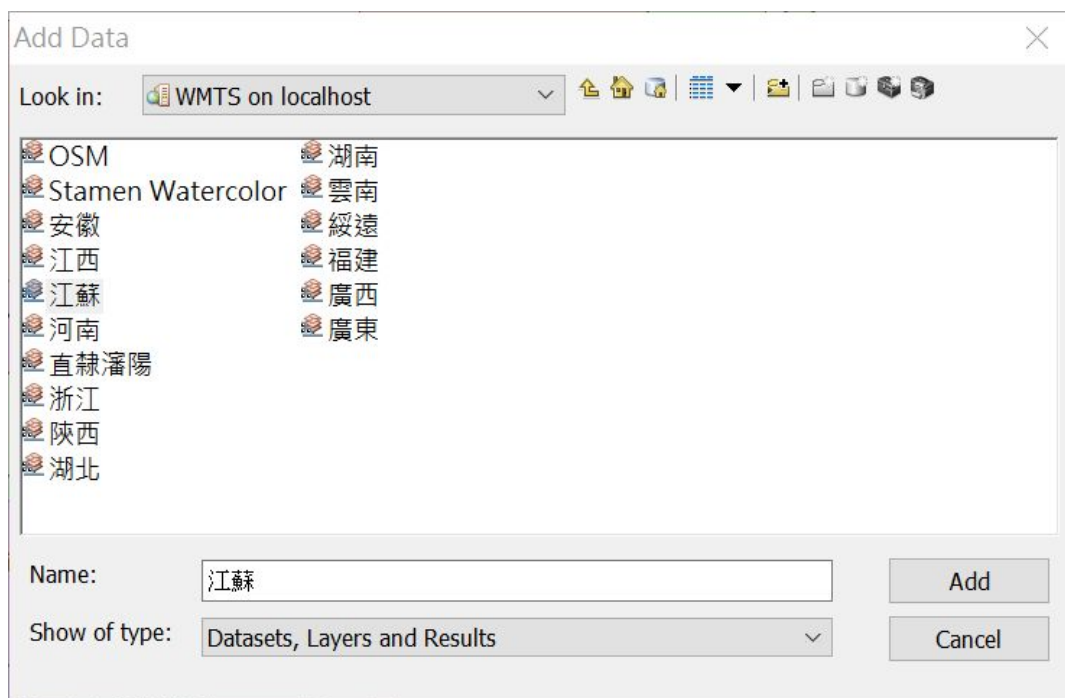 Add Data
Look in:
WMTS on localhost
OSM
Stamen Watercolor
安徽
江西
江蘇
河南
直隸瀋陽
浙江
陝西
湖北
湖南
雲南
綏遠
福建
廣西
廣東
Name:
江蘇
Add
Show of type:
Datasets, Layers and Results
Cancel